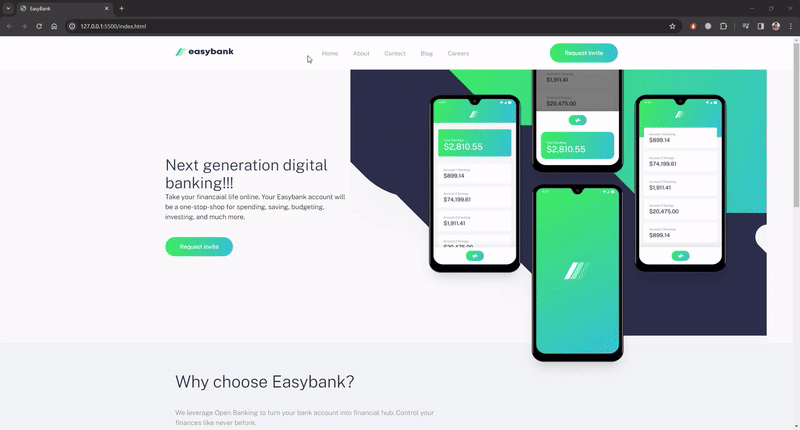 EasyBank
127.0.0.1:5500/index.html
easybank
Home
About
Contact
Blog
Careers
Request Invite
Next generation digital
banking!!!
Take your financaial life online. Your Easybank account will
be a one-stop-shop for spending, saving, budgeting,
investing, and much more.
Request Invite
$2,810.55
$899.14
$74,199.61
$1,911.41
$20,475.00
$1,911.41
$20,475.00
$2,810.55
$899.14
$74,199.61
$1,911.41
$20,475.00
$899.14
Why choose Easybank?
We leverage Open Banking to turn your bank account into financial hub. Control your
finances like never before.